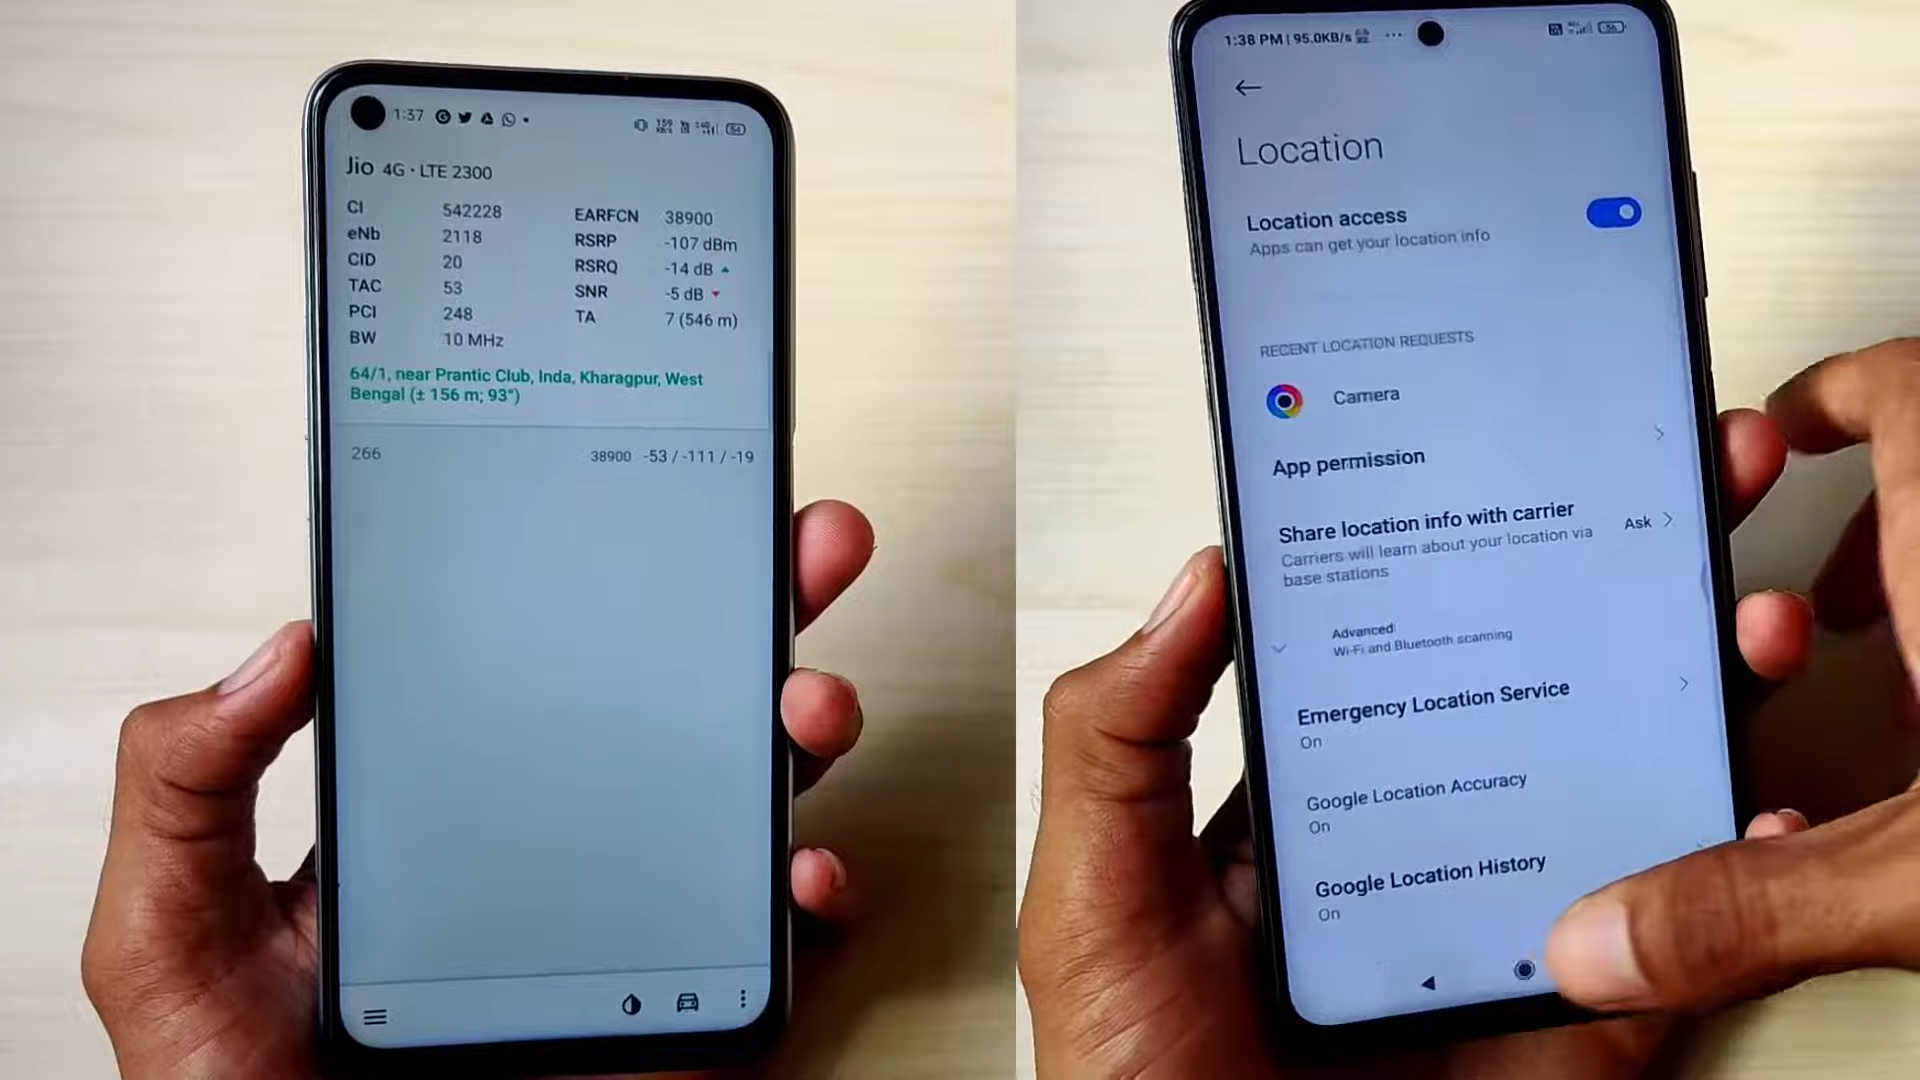 1:37
159 KB/s
54
Jio 4G · LTE 2300
CI 542228
eNb 2118
CID 20
TAC 53
PCI 248
BW 10 MHz
EARFCN 38900
RSRP -107 dBm
RSRQ -14 dB
SNR -5 dB
TA 7 (546 m)
64/1, near Prantic Club, Inda, Kharagpur, West
Bengal (± 156 m; 93°)
266 38900 -53 / -111 / -19
1:38 PM | 95.0KB/s
56
Location
Location access
Apps can get your location info
RECENT LOCATION REQUESTS
Camera
App permission
Share location info with carrier
Ask
Carriers will learn about your location via
base stations
Advanced
Wi-Fi and Bluetooth scanning
Emergency Location Service
On
Google Location Accuracy
On
Google Location History
On